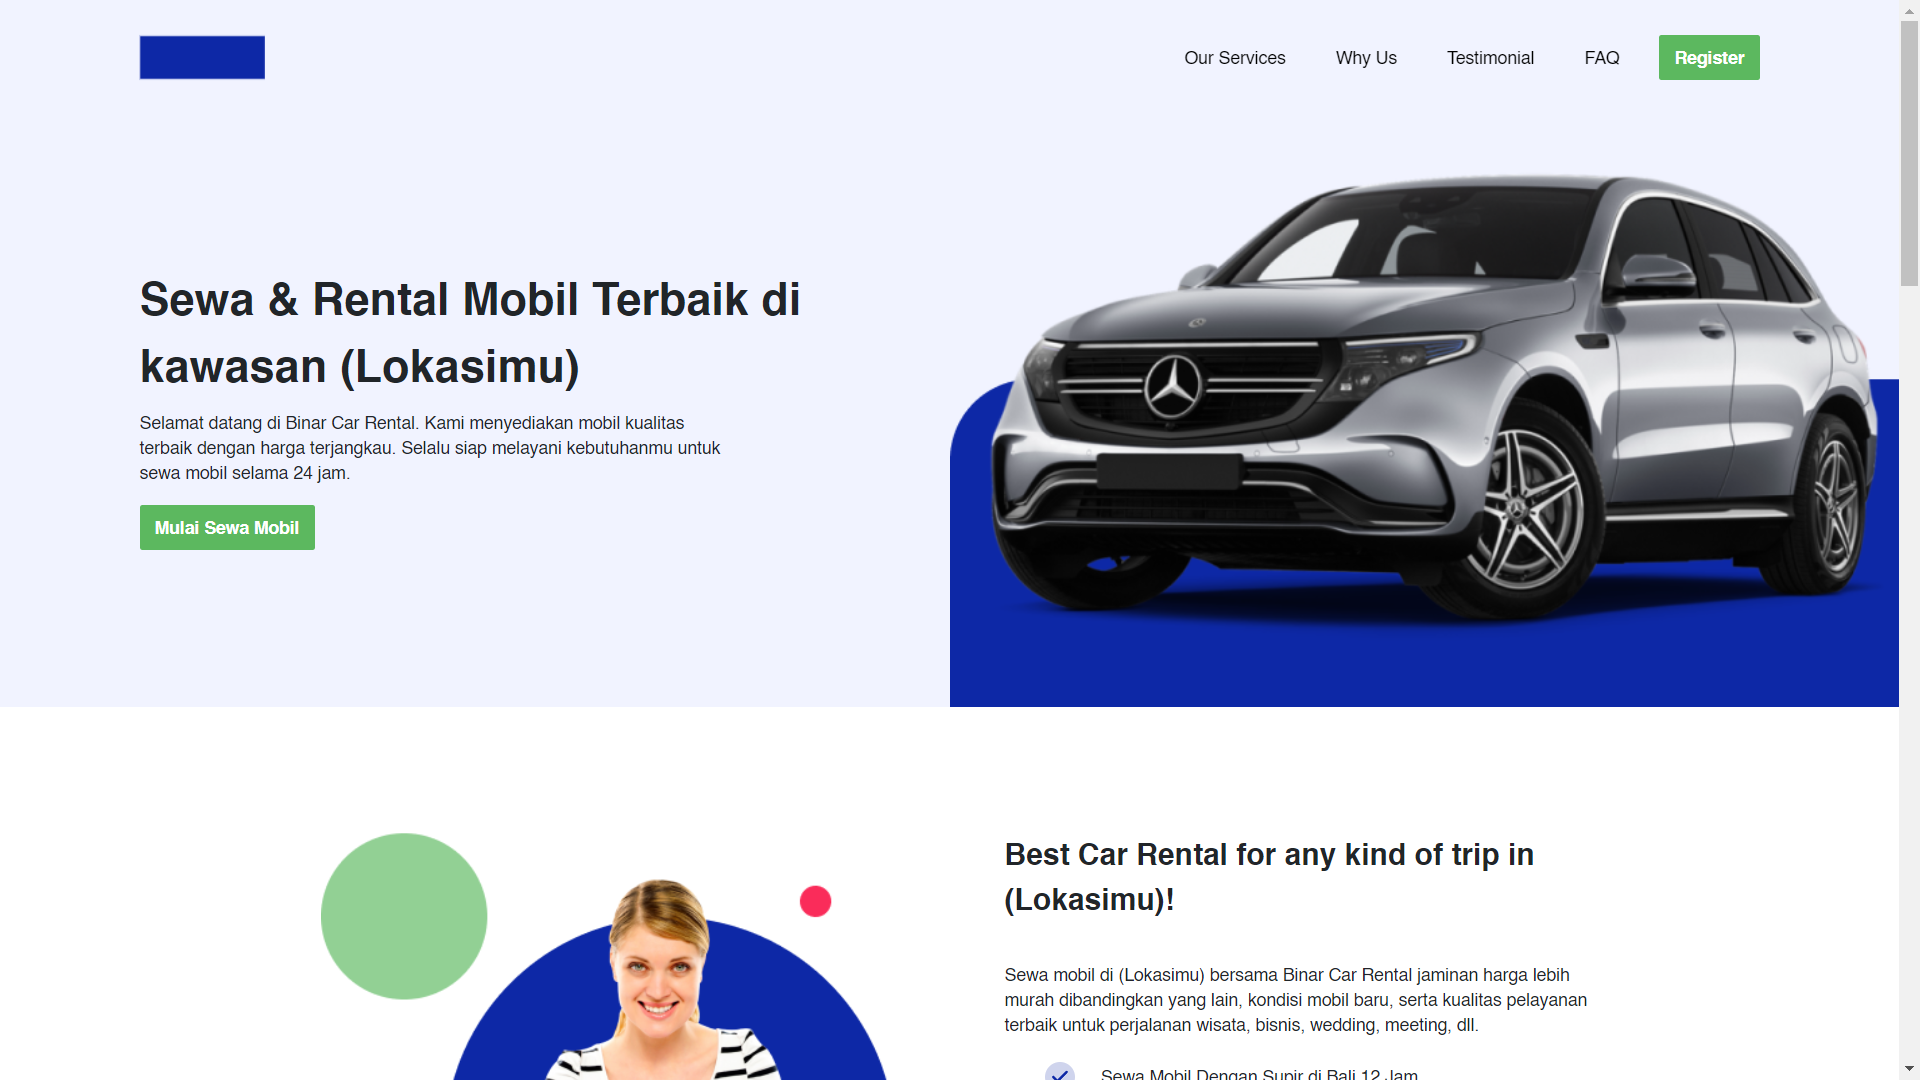 Our Services
Why Us
Testimonial
FAQ
Register
Sewa & Rental Mobil Terbaik di
kawasan (Lokasimu)
Selamat datang di Binar Car Rental. Kami menyediakan mobil kualitas
terbaik dengan harga terjangkau. Selalu siap melayani kebutuhanmu untuk
sewa mobil selama 24 jam.
Mulai Sewa Mobil
Best Car Rental for any kind of trip in
(Lokasimu)!
Sewa mobil di (Lokasimu) bersama Binar Car Rental jaminan harga lebih
murah dibandingkan yang lain, kondisi mobil baru, serta kualitas pelayanan
terbaik untuk perjalanan wisata, bisnis, wedding, meeting, dll.
Sewa Mobil Dengan Supir di Bali 12 Jam